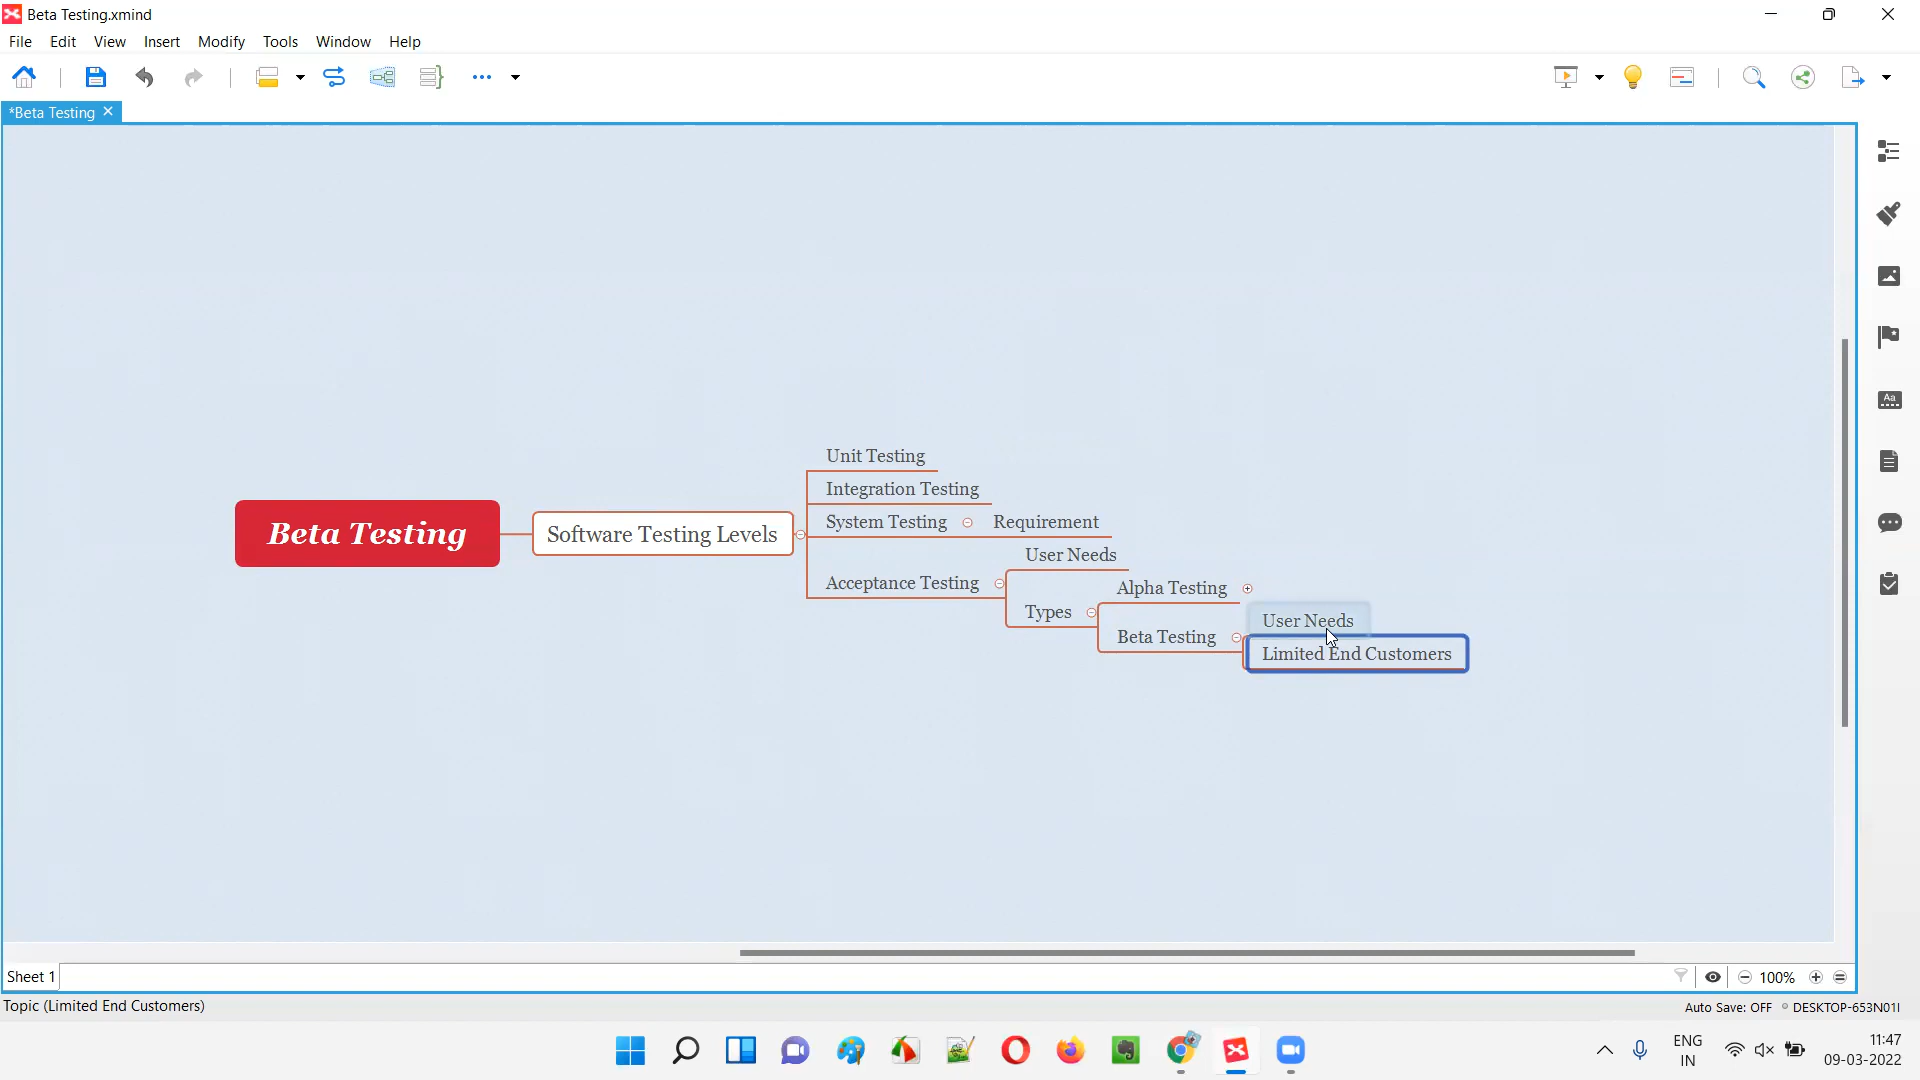 Beta Testing.xmind
File Edit View Insert Modify Tools Window Help
*Beta Testing
Unit Testing
Integration Testing
System Testing
Requirement
Beta Testing
Software Testing Levels
User Needs
Acceptance Testing
Alpha Testing
Types
User Needs
Beta Testing
Limited End Customers
Aa
Sheet 1
100%
Topic (Limited End Customers)
Auto Save: OFF
DESKTOP-653N01I
ENG
IN
11:47
09-03-2022